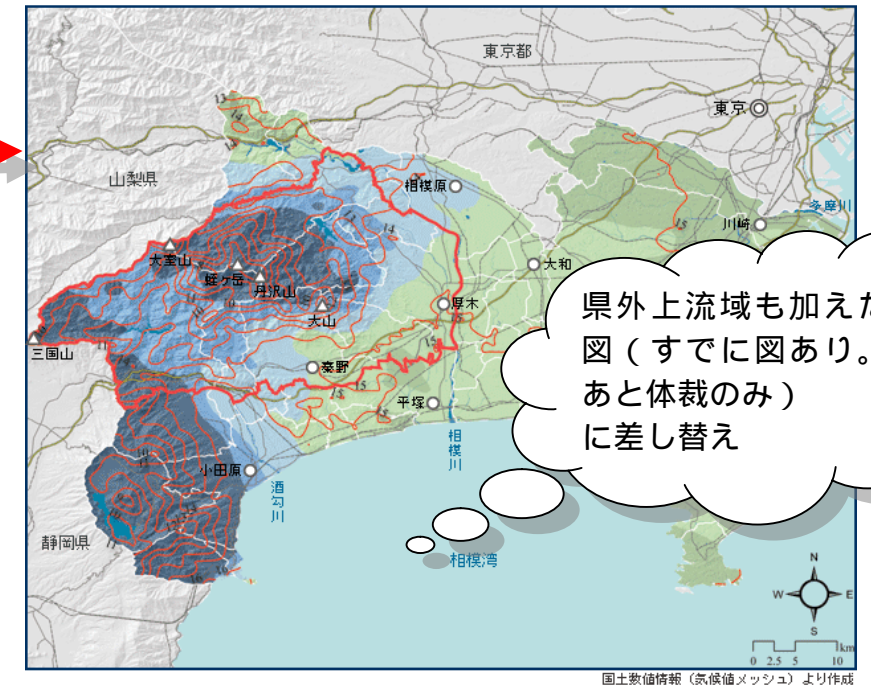 東京都
東京
山梨県
相模原
多摩川
川崎
大室山
蛭ヶ岳
丹沢山
大和
大山
厚木
三国山
秦野
平塚
相模川
小田原
酒匂川
静岡県
相模湾
県外上流域も加えた
図(すでに図あり。
あと体裁のみ)
に差し替え
13
14
15
N
W
E
S
km
0 2.5 5 10
国土数値情報(気候値メッシュ)より作成